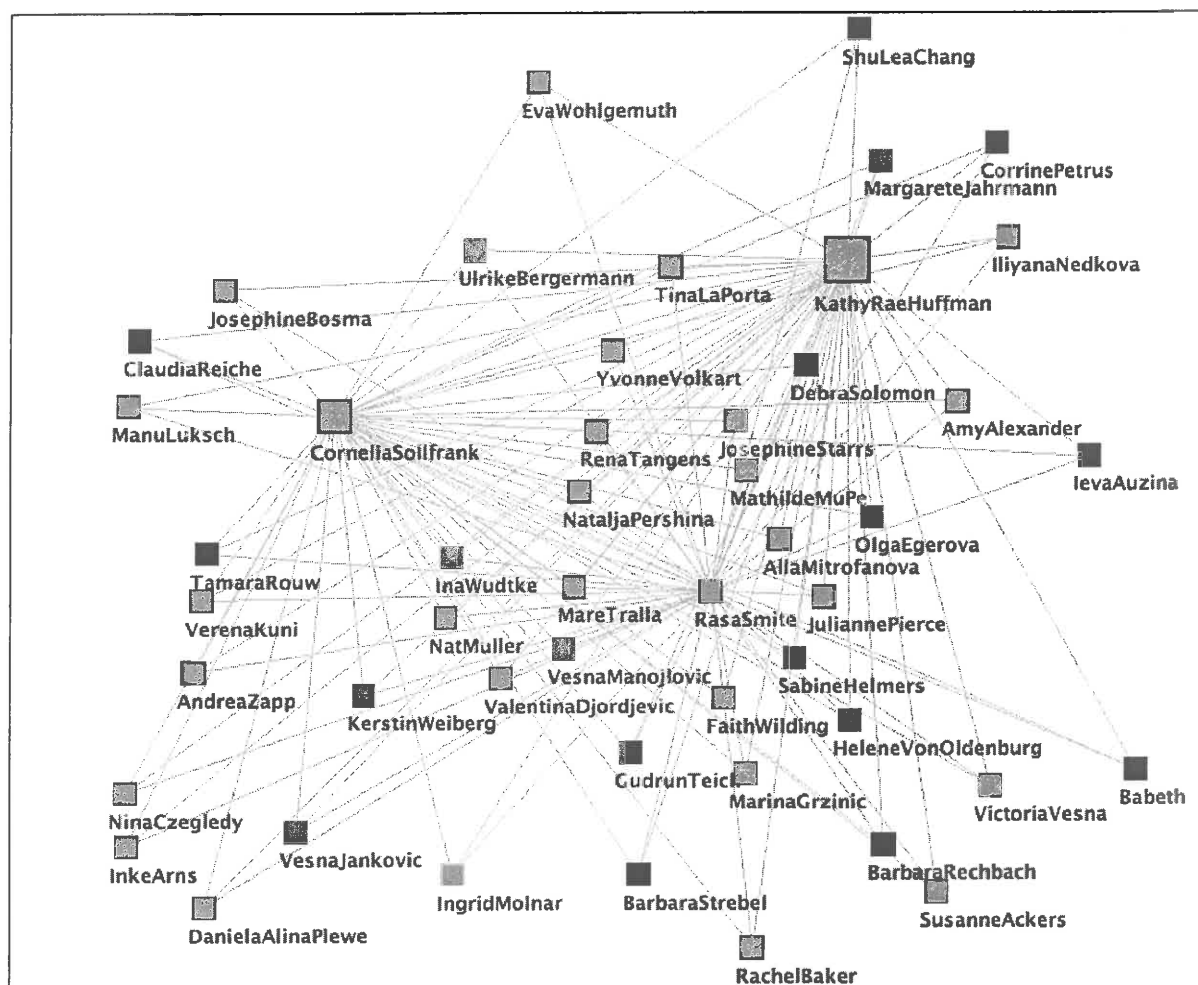 ShuLeaChang
EvaWohlgemuth
CorrinePetrus
MargareteJahrmann
IliyanaNedkova
UlrikeBergermann
TinaLaPorta
KathyRaeHuffman
JosephineBosma
ClaudiaReiche
YvonneVolkart
DebraSolomon
ManuLuksch
AmyAlexander
CorneliaSollfrank
RenaTangens
JosephineStarrs
MathildeMuPe
IevaAuzina
NataljaPershina
OlgaEgerova
AllaMitrofanova
TamaraRouw
InaWudtke
VerenaKuni
MareTralla
RasaSmite
JuliannePierce
NatMuller
VesnaManojlovic
SabineHelmers
AndreaZapp
KerstinWeiberg
ValentinaDjordjevic
FaithWilding
HeleneVonOldenburg
GudrunTeich
MarinaGrzinic
VictoriaVesna
Babeth
NinaCzegledy
VesnaJankovic
InkeArns
IngridMolnar
BarbaraStrebel
BarbaraRechbach
SusanneAckers
DanielaAlinaPlewe
RachelBaker